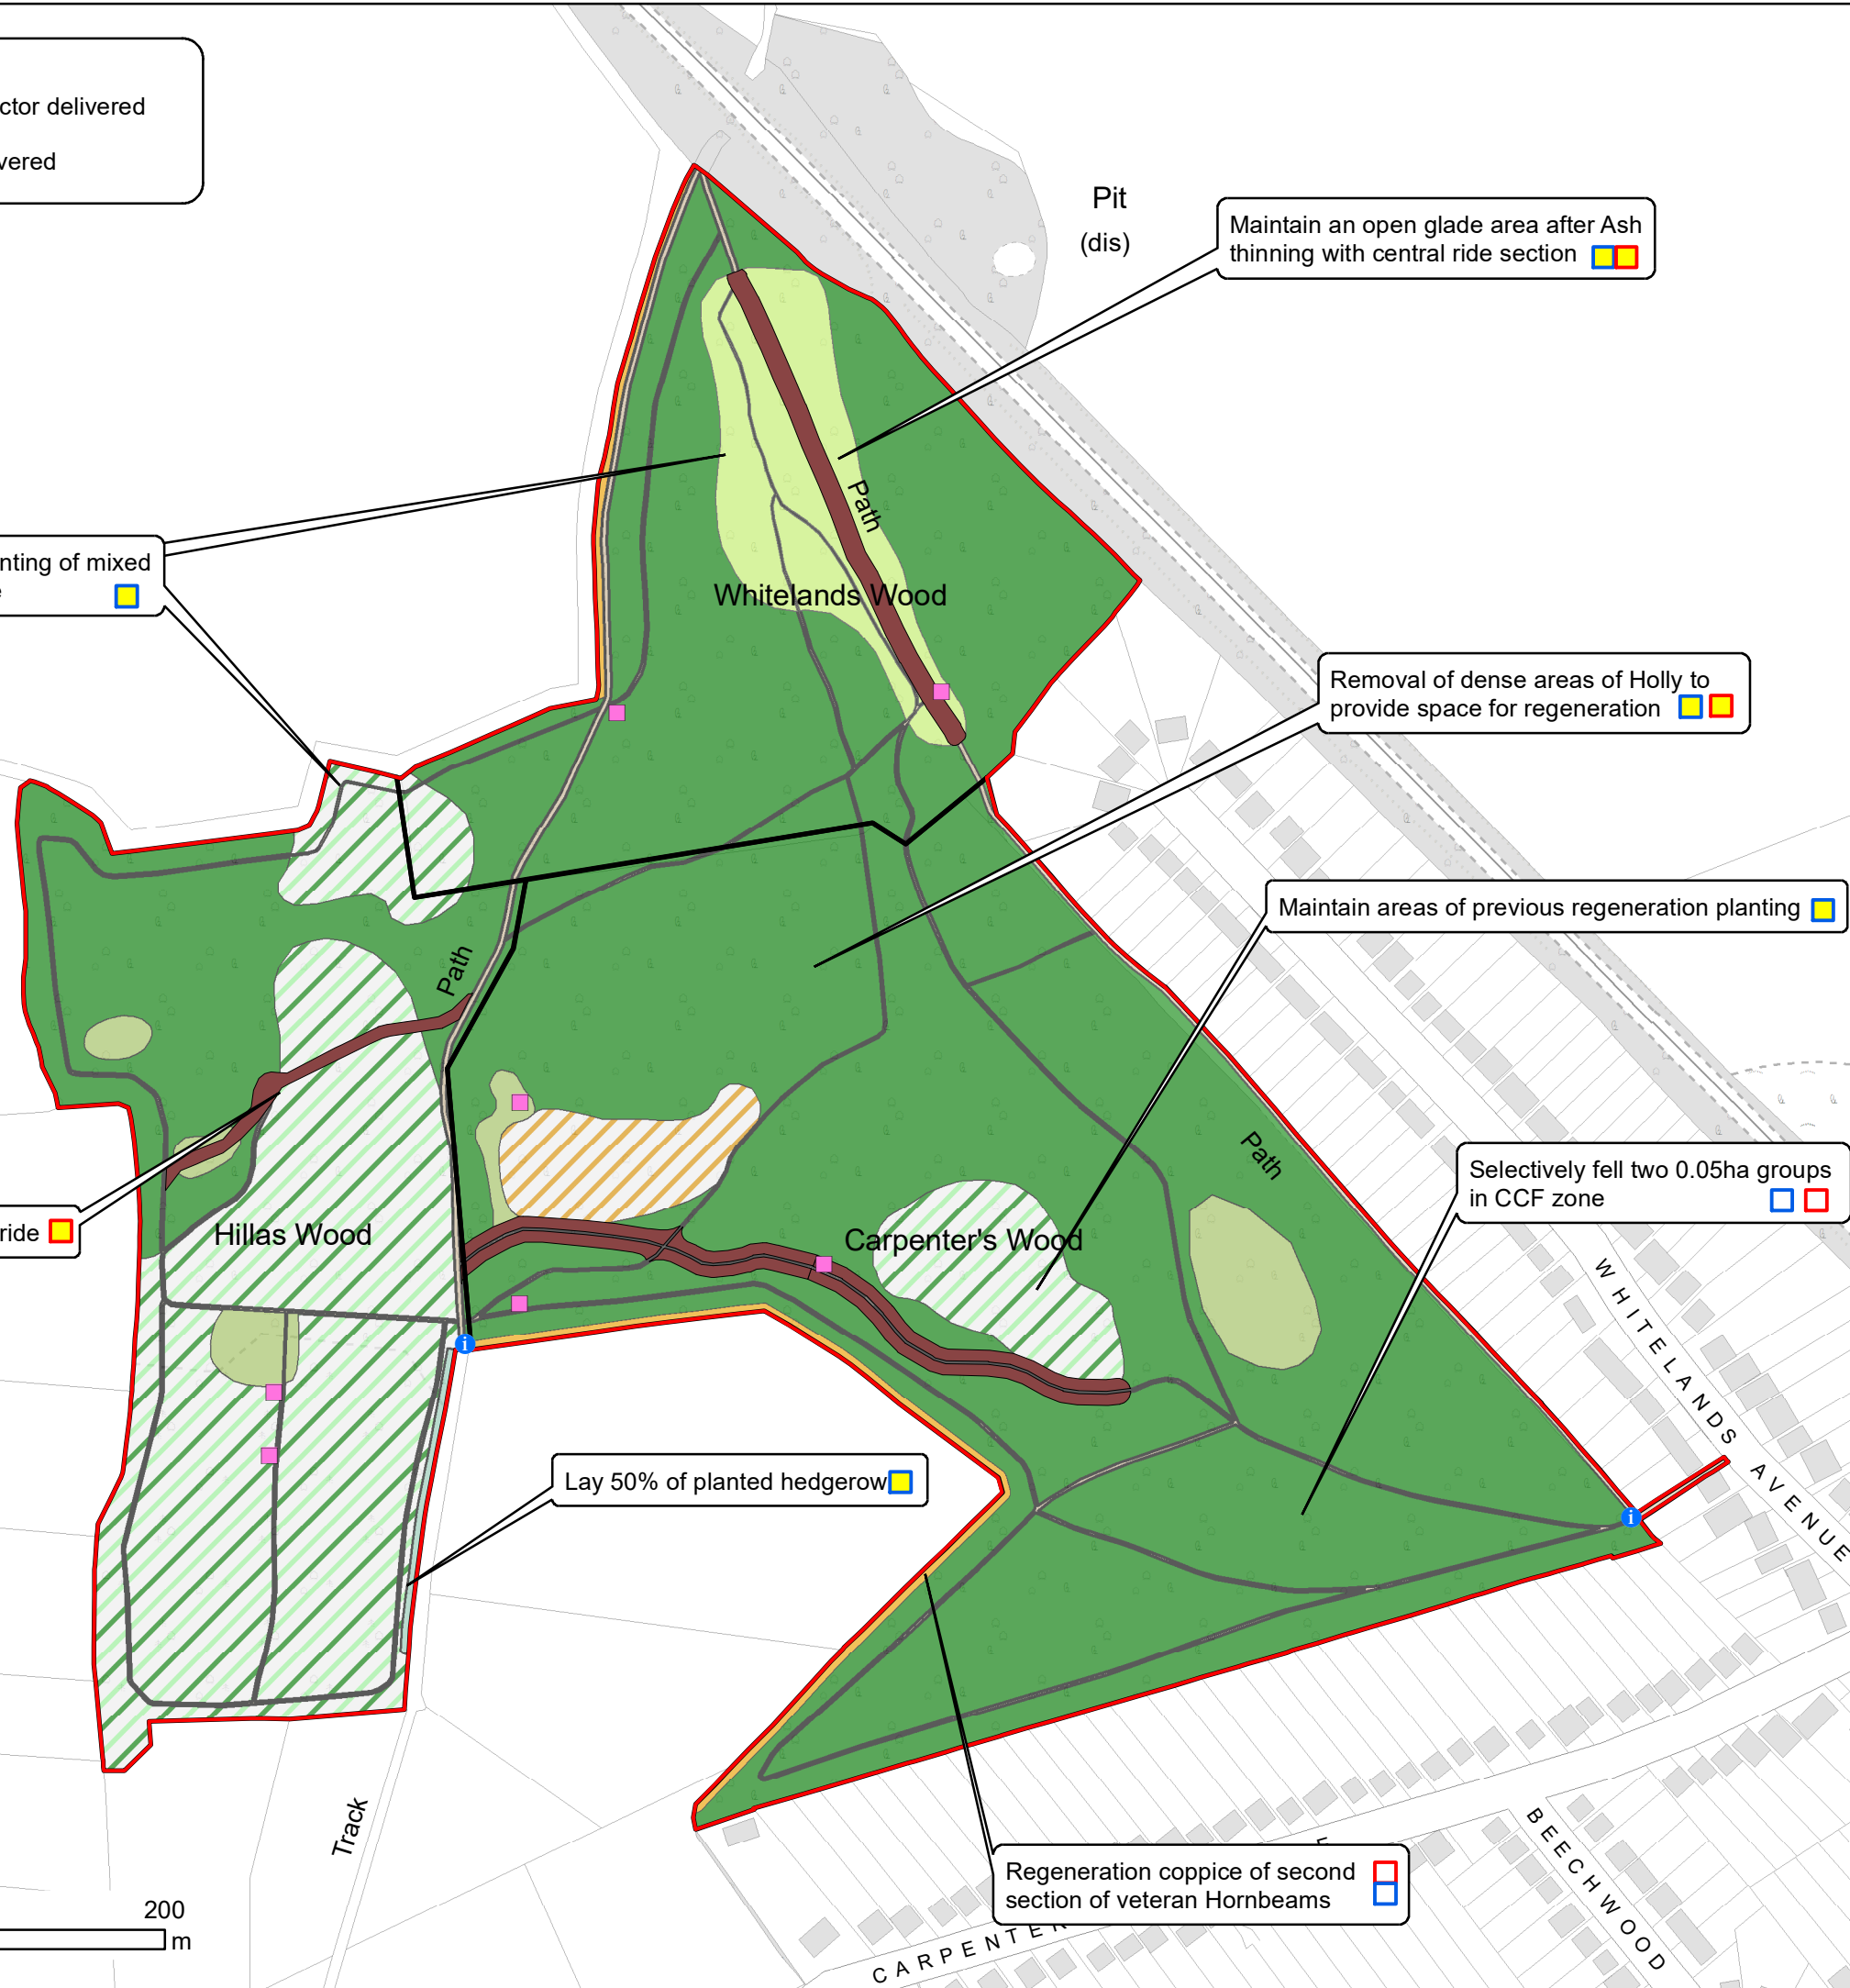 ctor delivered
vered
Pit
(dis)
Maintain an open glade area after Ash
thinning with central ride section
Path
nting of mixed
e
Whitelands Wood
Removal of dense areas of Holly to
provide space for regeneration
Maintain areas of previous regeneration planting
Path
Path
Selectively fell two 0.05ha groups
in CCF zone
ride
Hillas Wood
Carpenter's Wood
WHITELANDS AVENUE
Lay 50% of planted hedgerow
Track
BEECHWOOD
Regeneration coppice of second
section of veteran Hornbeams
CARPENTER
200
m